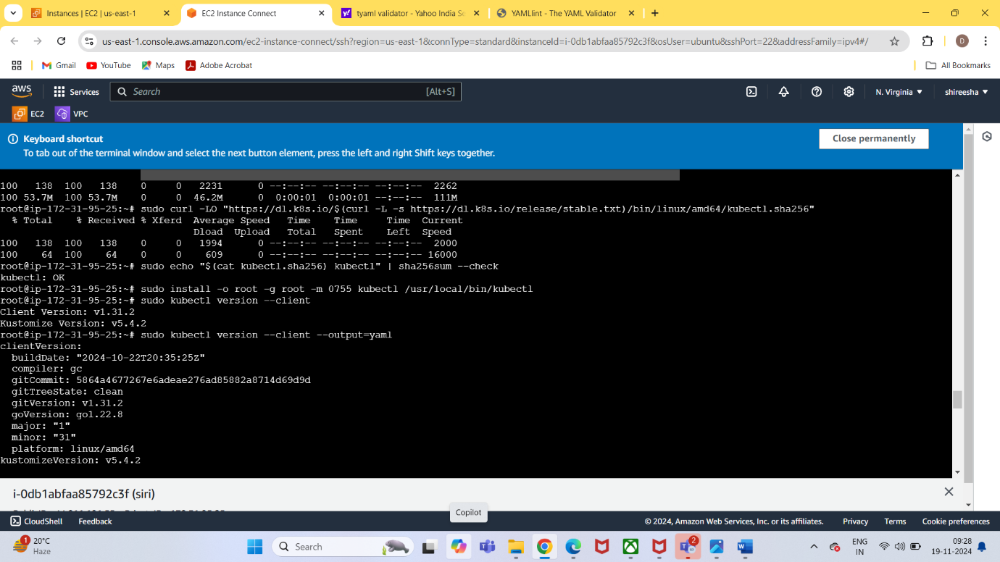 Instances | EC2 | us-east-1
EC2 Instance Connect
tyaml validator - Yahoo India Se
YAMLlint - The YAML Validator
us-east-1.console.aws.amazon.com/ec2-instance-connect/ssh?region=us-east-1&connType=standard&instanceId=i-0db1abfaa85792c3f&osUser=ubuntu&sshPort=22&addressFamily=ipv4#/
D
Gmail
YouTube
Maps
Adobe Acrobat
All Bookmarks
aws
Services
Search
[Alt+S]
N. Virginia
shireesha
EC2
VPC
Keyboard shortcut
To tab out of the terminal window and select the next button element, press the left and right Shift keys together.
Close permanently
100   138  100   138    0     0   2231      0 --:--:-- --:--:-- --:--:--  2262
100 53.7M  100 53.7M    0     0  46.2M      0  0:00:01  0:00:01 --:--:--  111M
root@ip-172-31-95-25:~# sudo curl -LO "https://dl.k8s.io/$(curl -L -s https://dl.k8s.io/release/stable.txt)/bin/linux/amd64/kubectl.sha256"
  % Total    % Received % Xferd  Average Speed   Time    Time     Time  Current
                                 Dload  Upload   Total   Spent    Left  Speed
100   138  100   138    0     0   1994      0 --:--:-- --:--:-- --:--:--  2000
100    64  100    64    0     0    609      0 --:--:-- --:--:-- --:--:-- 16000
root@ip-172-31-95-25:~# sudo echo "$(cat kubectl.sha256) kubectl" | sha256sum --check
kubectl: OK
root@ip-172-31-95-25:~# sudo install -o root -g root -m 0755 kubectl /usr/local/bin/kubectl
root@ip-172-31-95-25:~# sudo kubectl version --client
Client Version: v1.31.2
Kustomize Version: v5.4.2
root@ip-172-31-95-25:~# sudo kubectl version --client --output=yaml
clientVersion:
  buildDate: "2024-10-22T20:35:25Z"
  compiler: gc
  gitCommit: 5864a4677267e6adeae276ad85882a8714d69d9d
  gitTreeState: clean
  gitVersion: v1.31.2
  goVersion: go1.22.8
  major: "1"
  minor: "31"
  platform: linux/amd64
kustomizeVersion: v5.4.2
i-0db1abfaa85792c3f (siri)
Copilot
CloudShell
Feedback
© 2024, Amazon Web Services, Inc. or its affiliates.
Privacy
Terms
Cookie preferences
1
20°C
Haze
Search
2
ENG
IN
09:28
19-11-2024